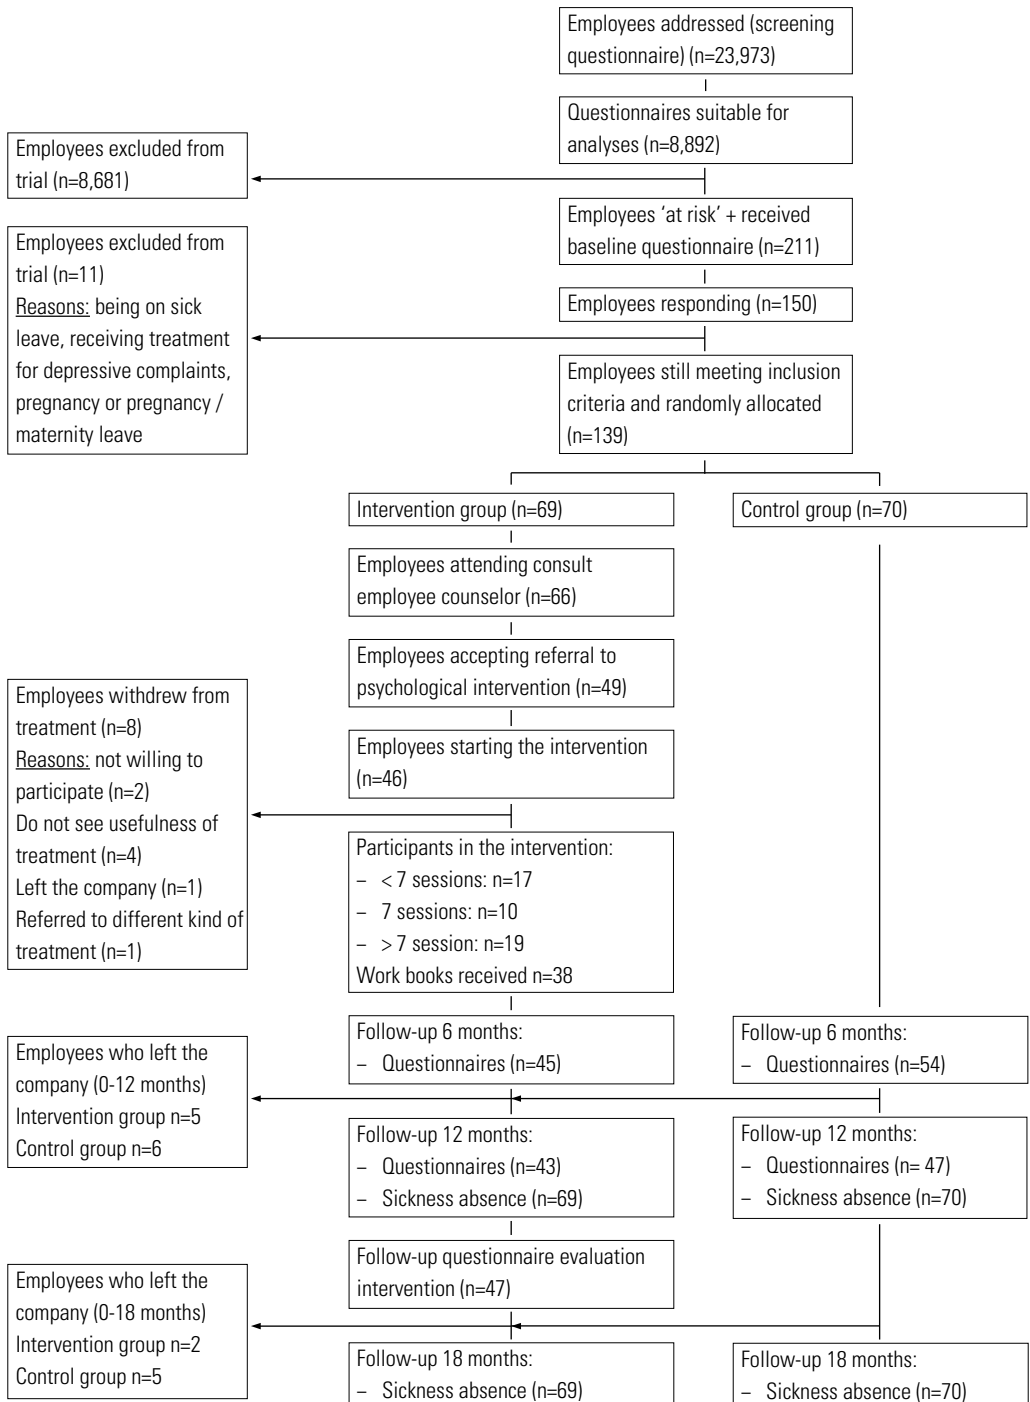 Employees addressed (screening
questionnaire) (n=23,973)
Questionnaires suitable for
analyses (n=8,892)
Employees excluded from
trial (n=8,681)
Employees ‘at risk’ + received
baseline questionnaire (n=211)
Employees responding (n=150)
Employees excluded from
trial (n=11)
Reasons: being on sick
leave, receiving treatment
for depressive complaints,
pregnancy or pregnancy /
maternity leave
Employees still meeting inclusion
criteria and randomly allocated
(n=139)
Intervention group (n=69)
Control group (n=70)
Employees attending consult
employee counselor (n=66)
Employees accepting referral to
psychological intervention (n=49)
Employees starting the intervention
(n=46)
Employees withdrew from
treatment (n=8)
Reasons: not willing to
participate (n=2)
Do not see usefulness of
treatment (n=4)
Left the company (n=1)
Referred to different kind of
treatment (n=1)
Participants in the intervention:
– < 7 sessions: n=17
– 7 sessions: n=10
– > 7 session: n=19
Work books received n=38
Follow-up 6 months:
– Questionnaires (n=45)
Follow-up 6 months:
– Questionnaires (n=54)
Employees who left the
company (0-12 months)
Intervention group n=5
Control group n=6
Follow-up 12 months:
– Questionnaires (n=43)
– Sickness absence (n=69)
Follow-up 12 months:
– Questionnaires (n= 47)
– Sickness absence (n=70)
Follow-up questionnaire evaluation
intervention (n=47)
Employees who left the
company (0-18 months)
Intervention group n=2
Control group n=5
Follow-up 18 months:
– Sickness absence (n=69)
Follow-up 18 months:
– Sickness absence (n=70)